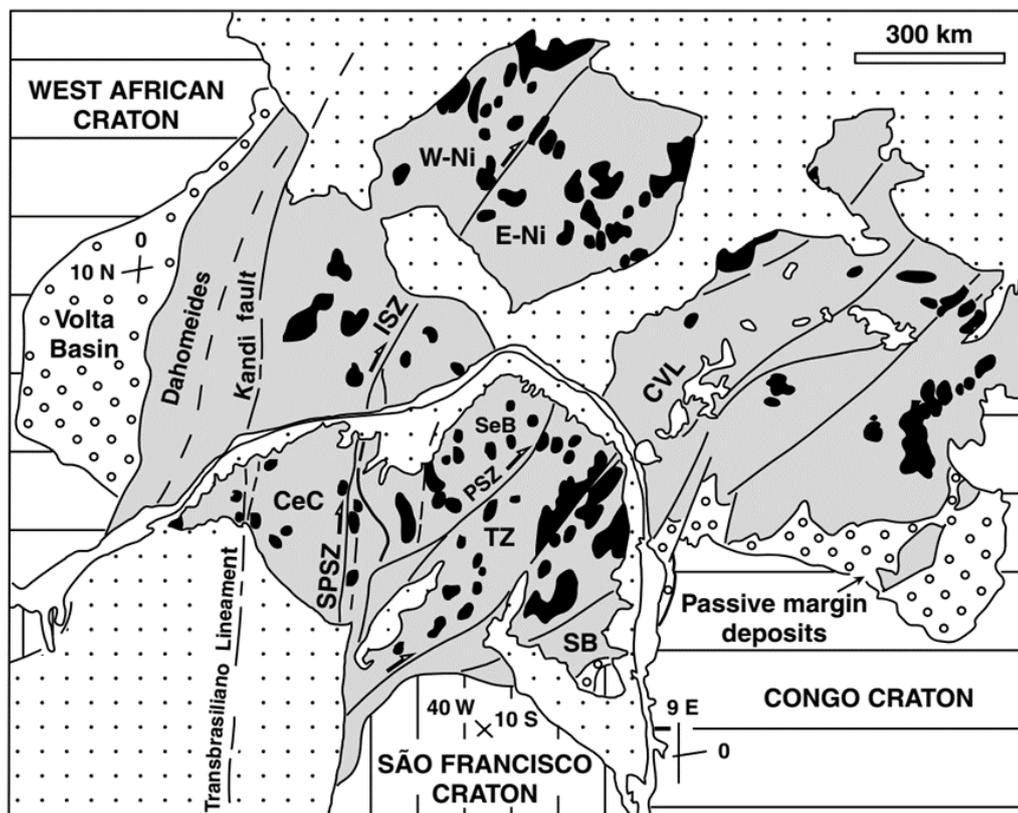 300 km
WEST AFRICAN
CRATON
W-Ni
E-Ni
0
10 N
Volta
Basin
Dahomeides
Kandi fault
ISZ
CVL
SeB
PSZ
CeC
TZ
SPSZ
Transbrasiliano Lineament
SB
Passive margin
deposits
40 W
10 S
9 E
0
CONGO CRATON
SÃO FRANCISCO
CRATON